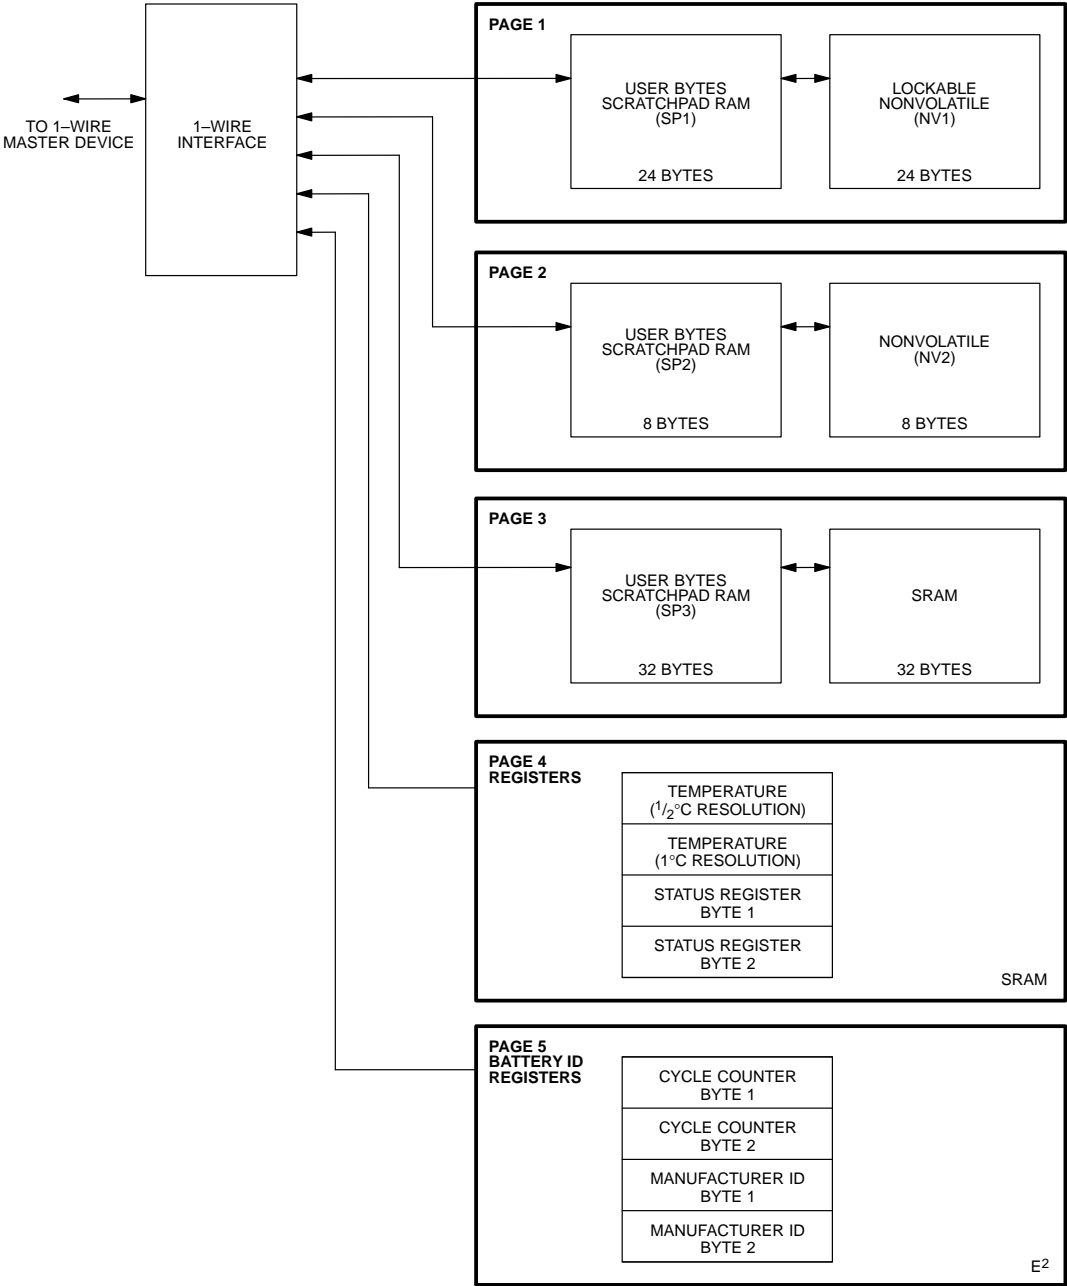 TO 1–WIRE
MASTER DEVICE
1–WIRE
INTERFACE
PAGE 1
USER BYTES
SCRATCHPAD RAM
(SP1)
24 BYTES
LOCKABLE
NONVOLATILE
(NV1)
24 BYTES
PAGE 2
USER BYTES
SCRATCHPAD RAM
(SP2)
8 BYTES
NONVOLATILE
(NV2)
8 BYTES
PAGE 3
USER BYTES
SCRATCHPAD RAM
(SP3)
32 BYTES
SRAM
32 BYTES
PAGE 4
REGISTERS
TEMPERATURE
(1/2°C RESOLUTION)
TEMPERATURE
(1°C RESOLUTION)
STATUS REGISTER
BYTE 1
STATUS REGISTER
BYTE 2
SRAM
PAGE 5
BATTERY ID
REGISTERS
CYCLE COUNTER
BYTE 1
CYCLE COUNTER
BYTE 2
MANUFACTURER ID
BYTE 1
MANUFACTURER ID
BYTE 2
E2